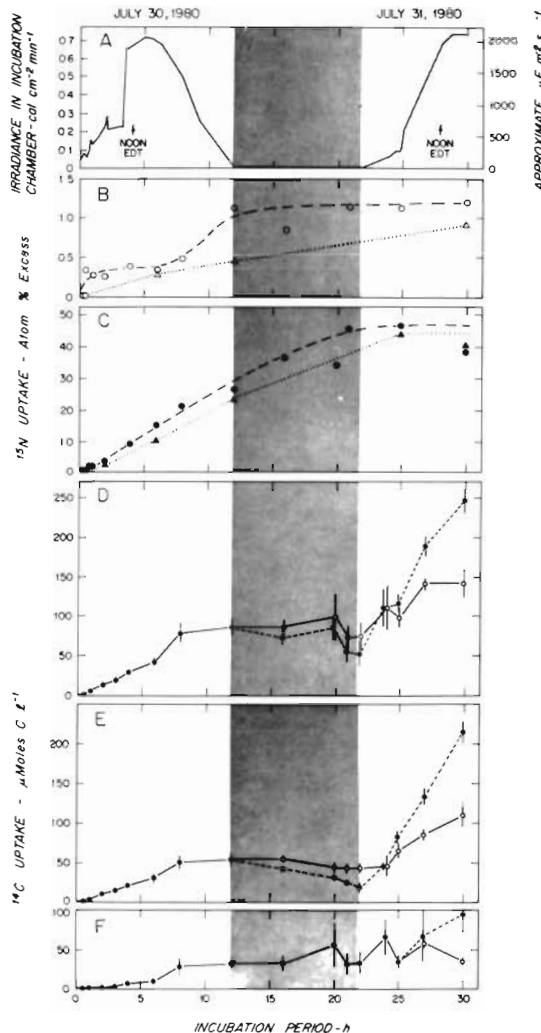 JULY 30, 1980
JULY 31, 1980
IRRADIANCE IN INCUBATION
CHAMBER-cal cm⁻² min⁻¹
APPROXIMATE µE m² s⁻¹
A
0.7
0.6
0.5
0.4
0.3
0.2
0.1
0
2000
1500
1000
500
0
NOON
EDT
NOON
EDT
15N UPTAKE - Atom % Excess
B
1.5
1.0
0.5
0
C
50
40
30
20
10
0
¹⁴C UPTAKE - µMoles C ℓ⁻¹
D
250
200
150
100
50
0
E
200
150
100
50
0
F
100
50
0
0
5
10
15
20
25
30
INCUBATION PERIOD-h